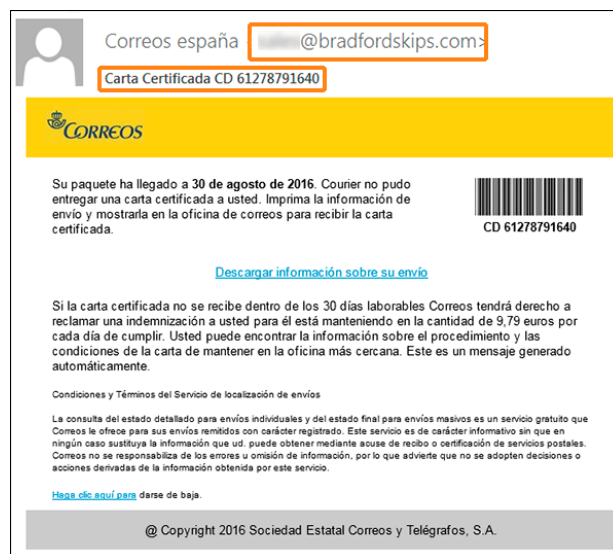 Correos españa @bradfordskips.com>
Carta Certificada CD 61278791640
CORREOS
Su paquete ha llegado a 30 de agosto de 2016. Courier no pudo
entregar una carta certificada a usted. Imprima la información de
envío y mostrarla en la oficina de correos para recibir la carta
certificada.
CD 61278791640
Descargar información sobre su envío
Si la carta certificada no se recibe dentro de los 30 días laborables Correos tendrá derecho a
reclamar una indemnización a usted para él está manteniendo en la cantidad de 9,79 euros por
cada día de cumplir. Usted puede encontrar la información sobre el procedimiento y las
condiciones de la carta de mantener en la oficina más cercana. Este es un mensaje generado
automáticamente.
Condiciones y Términos del Servicio de localización de envíos
La consulta del estado detallado para envíos individuales y del estado final para envíos masivos es un servicio gratuito que
Correos le ofrece para sus envíos remitidos con carácter registrado. Este servicio es de carácter informativo sin que en
ningún caso sustituya la información que ud. puede obtener mediante acuse de recibo o certificación de servicios postales.
Correos no se responsabiliza de los errores u omisión de información, por lo que advierte que no se adopten decisiones o
acciones derivadas de la información obtenida por este servicio.
Haga clic aquí para darse de baja.
@ Copyright 2016 Sociedad Estatal Correos y Telégrafos, S.A.